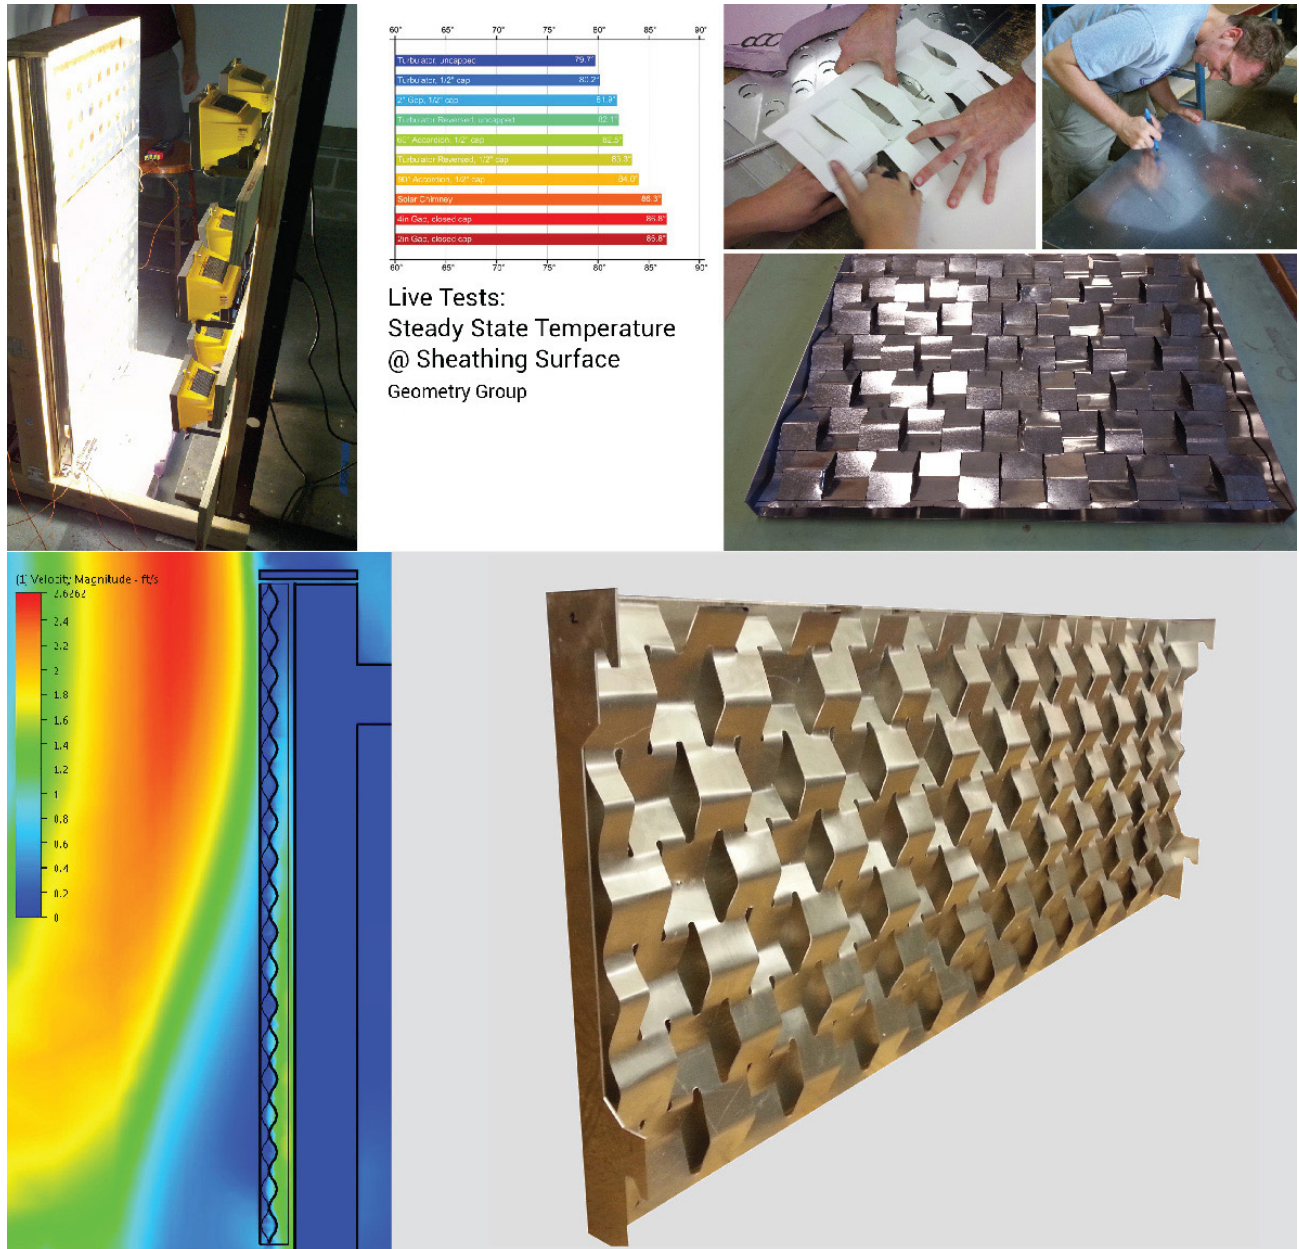 60° 65° 70° 75° 80° 85° 90°
Turbulator, uncapped 79.7°
Turbulator, 1/2" cap 80.2°
2" Gap, 1/2" cap 81.9°
Turbulator Reversed, uncapped 82.1°
60° Accordion, 1/2" cap 82.5°
Turbulator Reversed, 1/2" cap 83.3°
90° Accordion, 1/2" cap 84.0°
Solar Chimney 86.3°
4in Gap, closed cap 86.8°
2in Gap, closed cap 86.8°
60° 65° 70° 75° 80° 85° 90°
Live Tests:
Steady State Temperature
@ Sheathing Surface
Geometry Group
(1) Velocity Magnitude - ft/s
2.6262
2.4
2.2
2
1.8
1.6
1.4
1.2
1
0.8
0.6
0.4
0.2
0